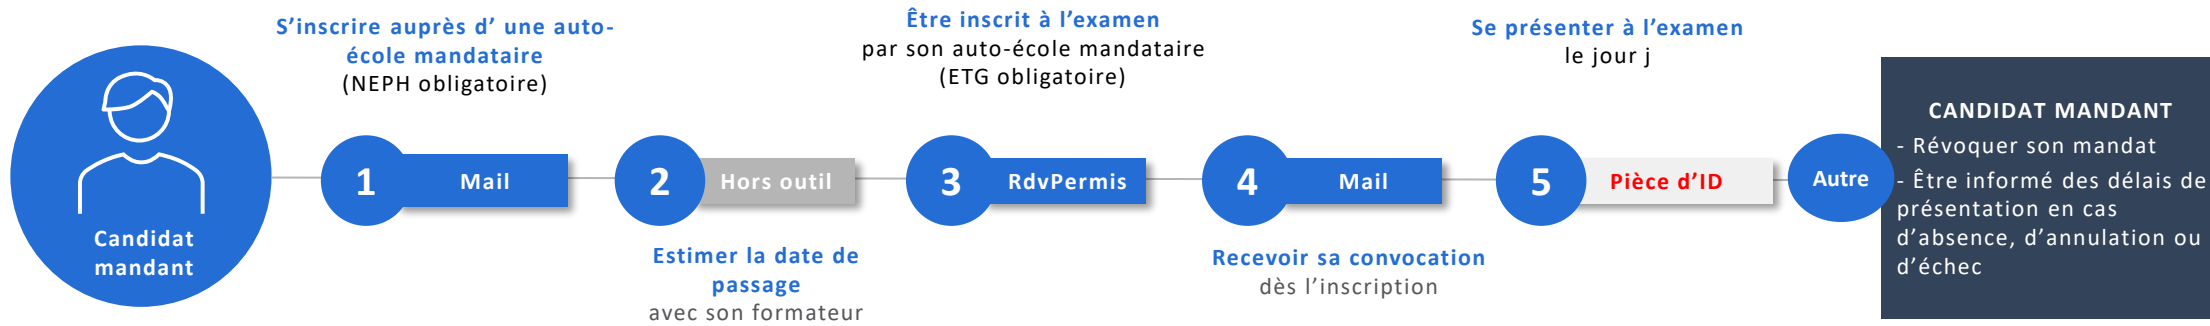 Candidat
mandant
S’inscrire auprès d’ une auto-
école mandataire
(NEPH obligatoire)
1
Mail
2
Hors outil
Estimer la date de
passage
avec son formateur
Être inscrit à l’examen
par son auto-école mandataire
(ETG obligatoire)
3
RdvPermis
4
Mail
Recevoir sa convocation
dès l’inscription
Se présenter à l’examen
le jour j
5
Pièce d’ID
Autre
CANDIDAT MANDANT
- Révoquer son mandat
- Être informé des délais de
présentation en cas
d’absence, d’annulation ou
d’échec